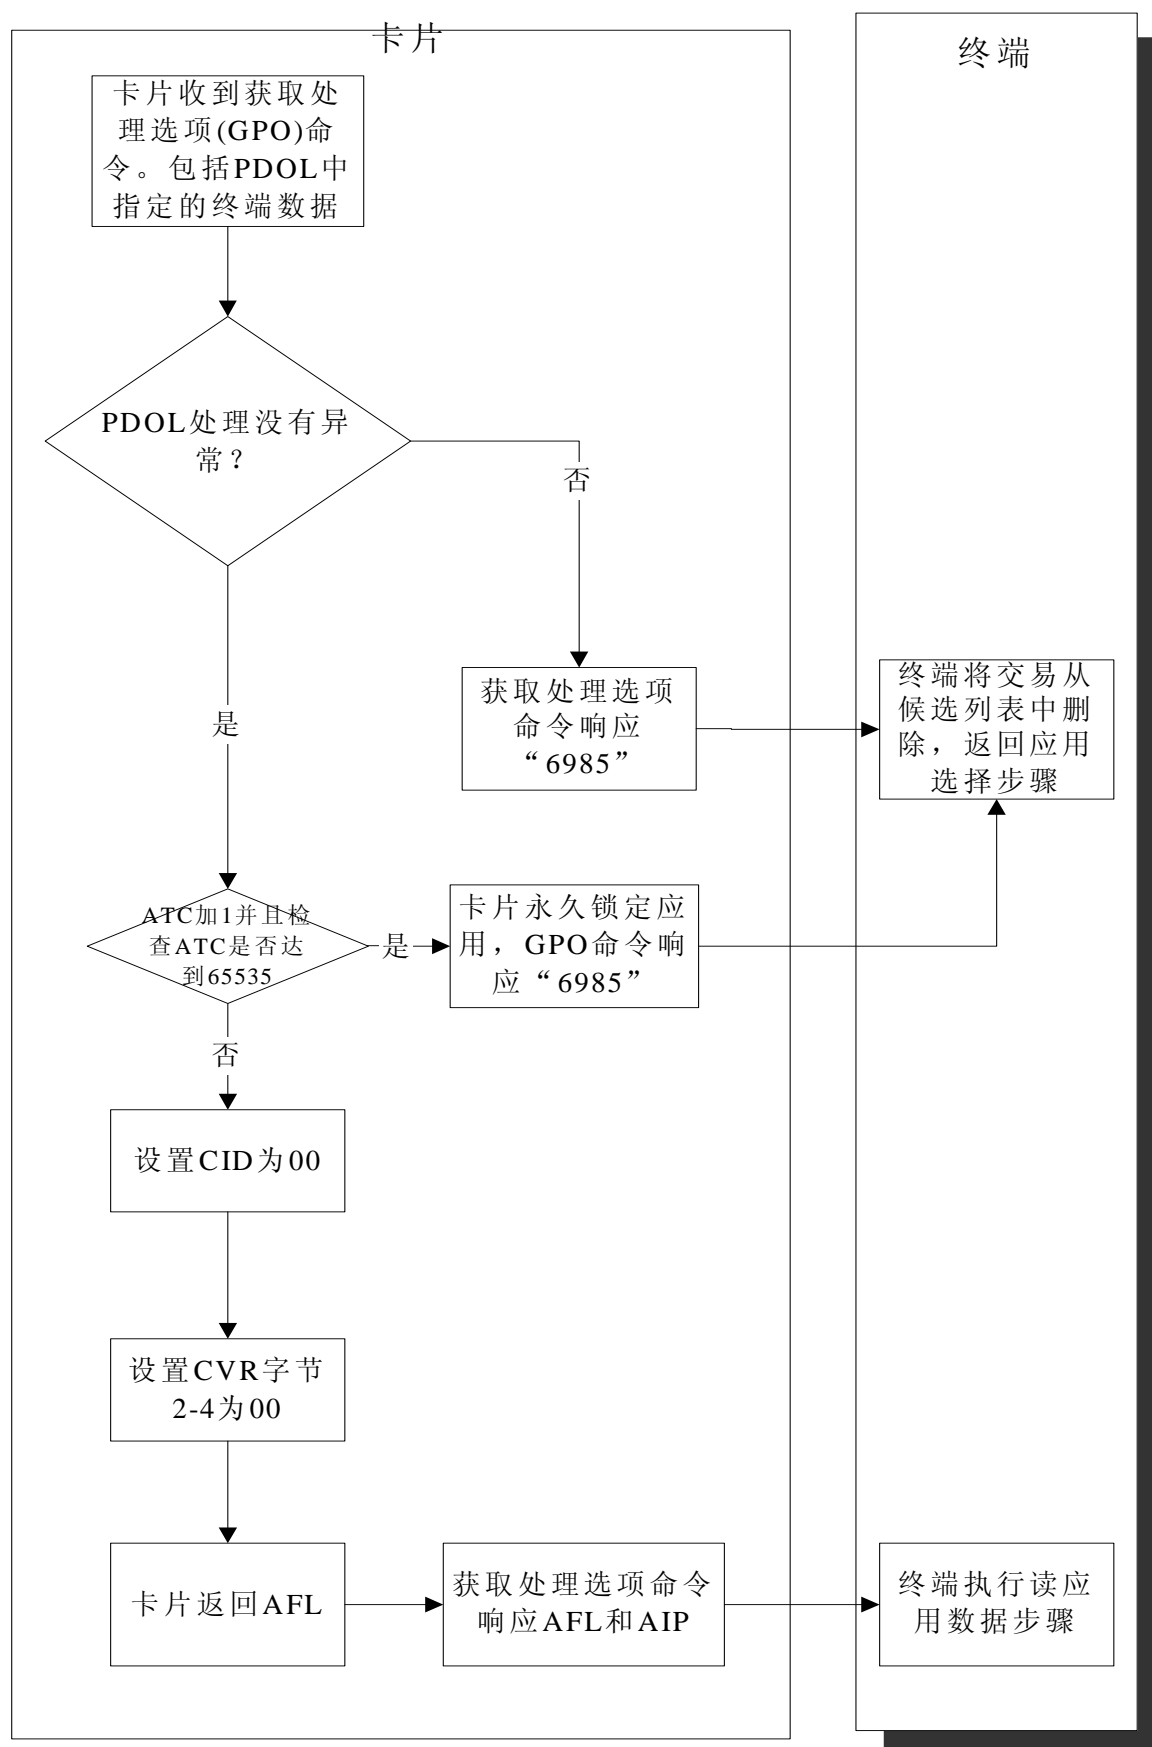 卡片
终端
卡片收到获取处
理选项(GPO)命
令。包括PDOL中
指定的终端数据
PDOL处理没有异
常？
否
是
获取处理选项
命令响应
“6985”
终端将交易从
候选列表中删
除，返回应用
选择步骤
ATC加1并且检
查ATC是否达
到65535
是
卡片永久锁定应
用，GPO命令响
应“6985”
否
设置CID为00
设置CVR字节
2-4为00
卡片返回AFL
获取处理选项命令
响应AFL和AIP
终端执行读应
用数据步骤